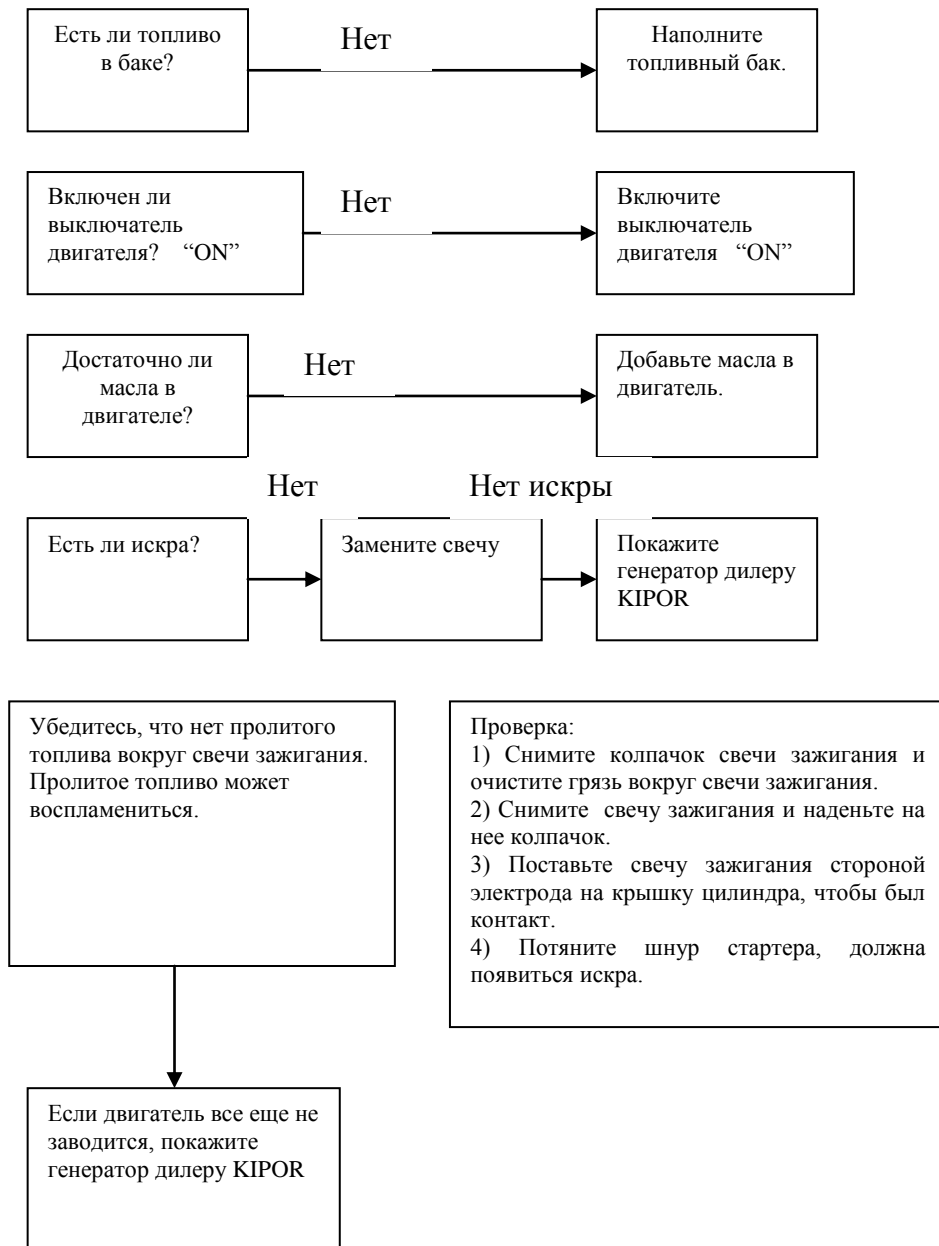 Есть ли топливо
в баке?
Нет
Наполните
топливный бак.
Включен ли
выключатель
двигателя? “ON”
Нет
Включите
выключатель
двигателя “ON”
Достаточно ли
масла в
двигателе?
Нет
Добавьте масла в
двигатель.
Нет
Нет искры
Есть ли искра?
Замените свечу
Покажите
генератор дилеру
KIPOR
Убедитесь, что нет пролитого
топлива вокруг свечи зажигания.
Пролитое топливо может
воспламениться.
Проверка:
1) Снимите колпачок свечи зажигания и
очистите грязь вокруг свечи зажигания.
2) Снимите свечу зажигания и наденьте на
нее колпачок.
3) Поставьте свечу зажигания стороной
электрода на крышку цилиндра, чтобы был
контакт.
4) Потяните шнур стартера, должна
появиться искра.
Если двигатель все еще не
заводится, покажите
генератор дилеру KIPOR